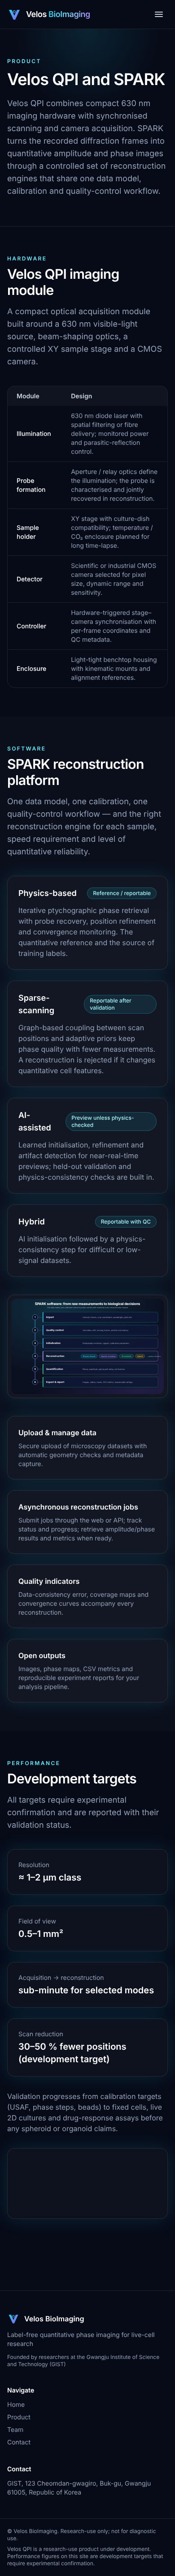 Velos BioImaging
PRODUCT
Velos QPI and SPARK
Velos QPI combines compact 630 nm
imaging hardware with synchronised
scanning and camera acquisition. SPARK
turns the recorded diffraction frames into
quantitative amplitude and phase images
through a controlled set of reconstruction
engines that share one data model,
calibration and quality-control workflow.
HARDWARE
Velos QPI imaging
module
A compact optical acquisition module
built around a 630 nm visible-light
source, beam-shaping optics, a
controlled XY sample stage and a CMOS
camera.
Module Design
Illumination
630 nm diode laser with
spatial filtering or fibre
delivery; monitored power
and parasitic-reflection
control.
Probe
formation
Aperture / relay optics define
the illumination; the probe is
characterised and jointly
recovered in reconstruction.
Sample
holder
XY stage with culture-dish
compatibility; temperature /
CO₂ enclosure planned for
long time-lapse.
Detector
Scientific or industrial CMOS
camera selected for pixel
size, dynamic range and
sensitivity.
Controller
Hardware-triggered stage–
camera synchronisation with
per-frame coordinates and
QC metadata.
Enclosure
Light-tight benchtop housing
with kinematic mounts and
alignment references.
SOFTWARE
SPARK reconstruction
platform
One data model, one calibration, one
quality-control workflow — and the right
reconstruction engine for each sample,
speed requirement and level of
quantitative reliability.
Physics-based
Reference / reportable
Iterative ptychographic phase retrieval
with probe recovery, position refinement
and convergence monitoring. The
quantitative reference and the source of
training labels.
Sparse-
scanning
Reportable after
validation
Graph-based coupling between scan
positions and adaptive priors keep
phase quality with fewer measurements.
A reconstruction is rejected if it changes
quantitative cell features.
AI-
assisted
Preview unless physics-
checked
Learned initialisation, refinement and
artifact detection for near-real-time
previews; held-out validation and
physics-consistency checks are built in.
Hybrid
Reportable with QC
AI initialisation followed by a physics-
consistency step for difficult or low-
signal datasets.
SPARK software: from raw measurements to biological decisions
Import
Quality control
Initialisation
Reconstruction
Quantification
Export & report
Upload & manage data
Secure upload of microscopy datasets with
automatic geometry checks and metadata
capture.
Asynchronous reconstruction jobs
Submit jobs through the web or API; track
status and progress; retrieve amplitude/phase
results and metrics when ready.
Quality indicators
Data-consistency error, coverage maps and
convergence curves accompany every
reconstruction.
Open outputs
Images, phase maps, CSV metrics and
reproducible experiment reports for your
analysis pipeline.
PERFORMANCE
Development targets
All targets require experimental
confirmation and are reported with their
validation status.
Resolution
≈ 1–2 µm class
Field of view
0.5–1 mm²
Acquisition → reconstruction
sub-minute for selected modes
Scan reduction
30–50 % fewer positions
(development target)
Validation progresses from calibration targets
(USAF, phase steps, beads) to fixed cells, live
2D cultures and drug-response assays before
any spheroid or organoid claims.
Velos BioImaging
Label-free quantitative phase imaging for live-cell
research
Founded by researchers at the Gwangju Institute of Science
and Technology (GIST)
Navigate
Home
Product
Team
Contact
Contact
GIST, 123 Cheomdan-gwagiro, Buk-gu, Gwangju
61005, Republic of Korea
© Velos BioImaging. Research-use only; not for diagnostic
use.
Velos QPI is a research-use product under development.
Performance figures on this site are development targets that
require experimental confirmation.